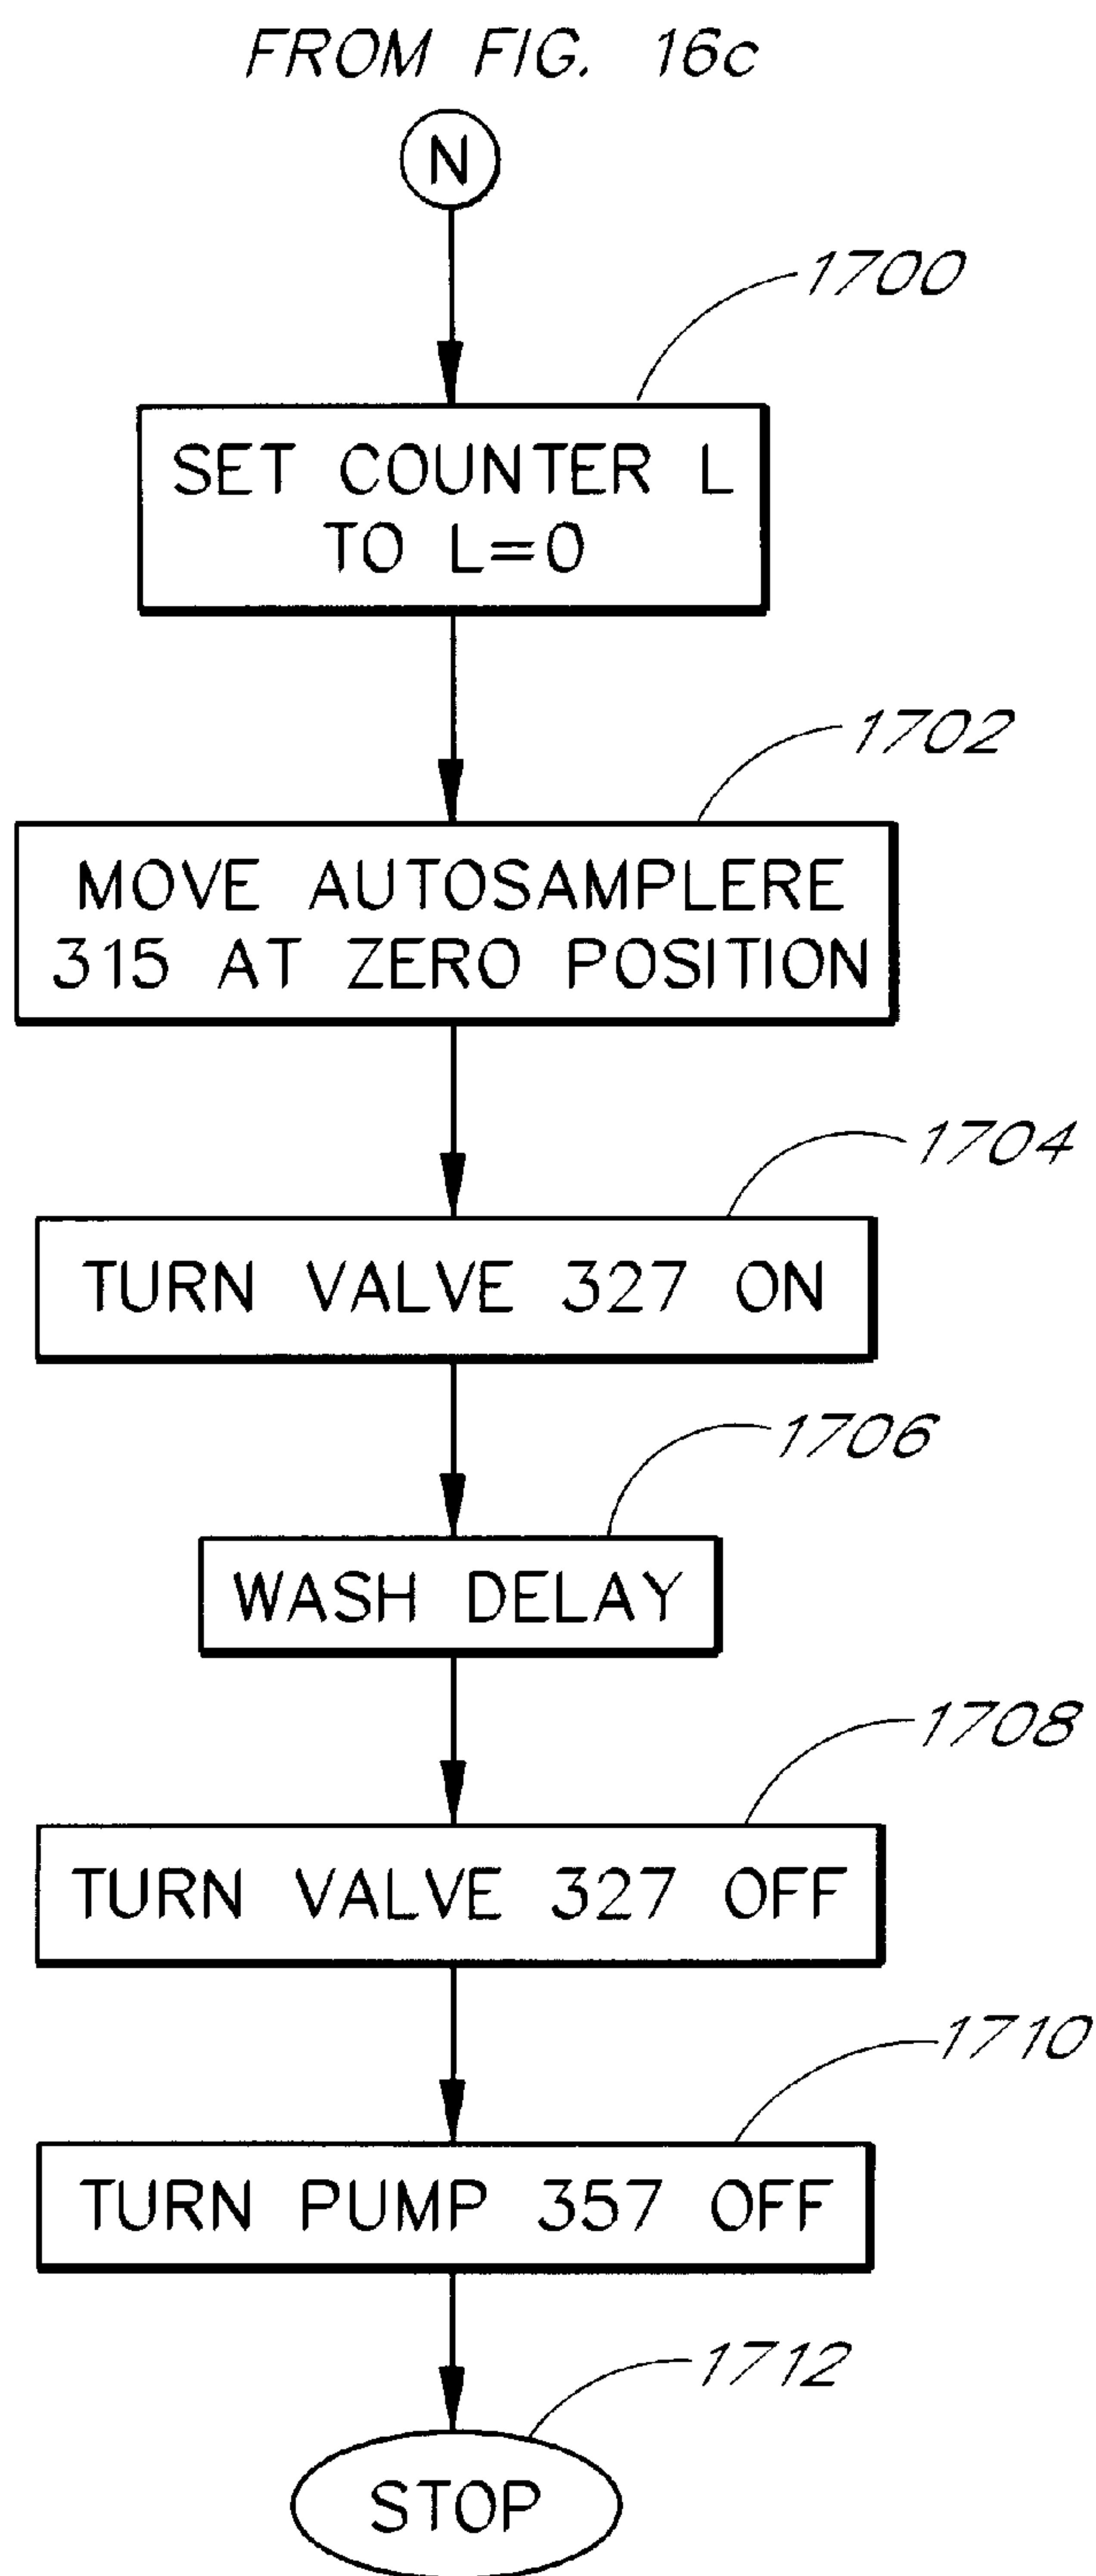 FROM FIG. 16c
N
1700
SET COUNTER L
TO L=0
1702
MOVE AUTOSAMPLERE
315 AT ZERO POSITION
1704
TURN VALVE 327 ON
1706
WASH DELAY
1708
TURN VALVE 327 OFF
1710
TURN PUMP 357 OFF
1712
STOP